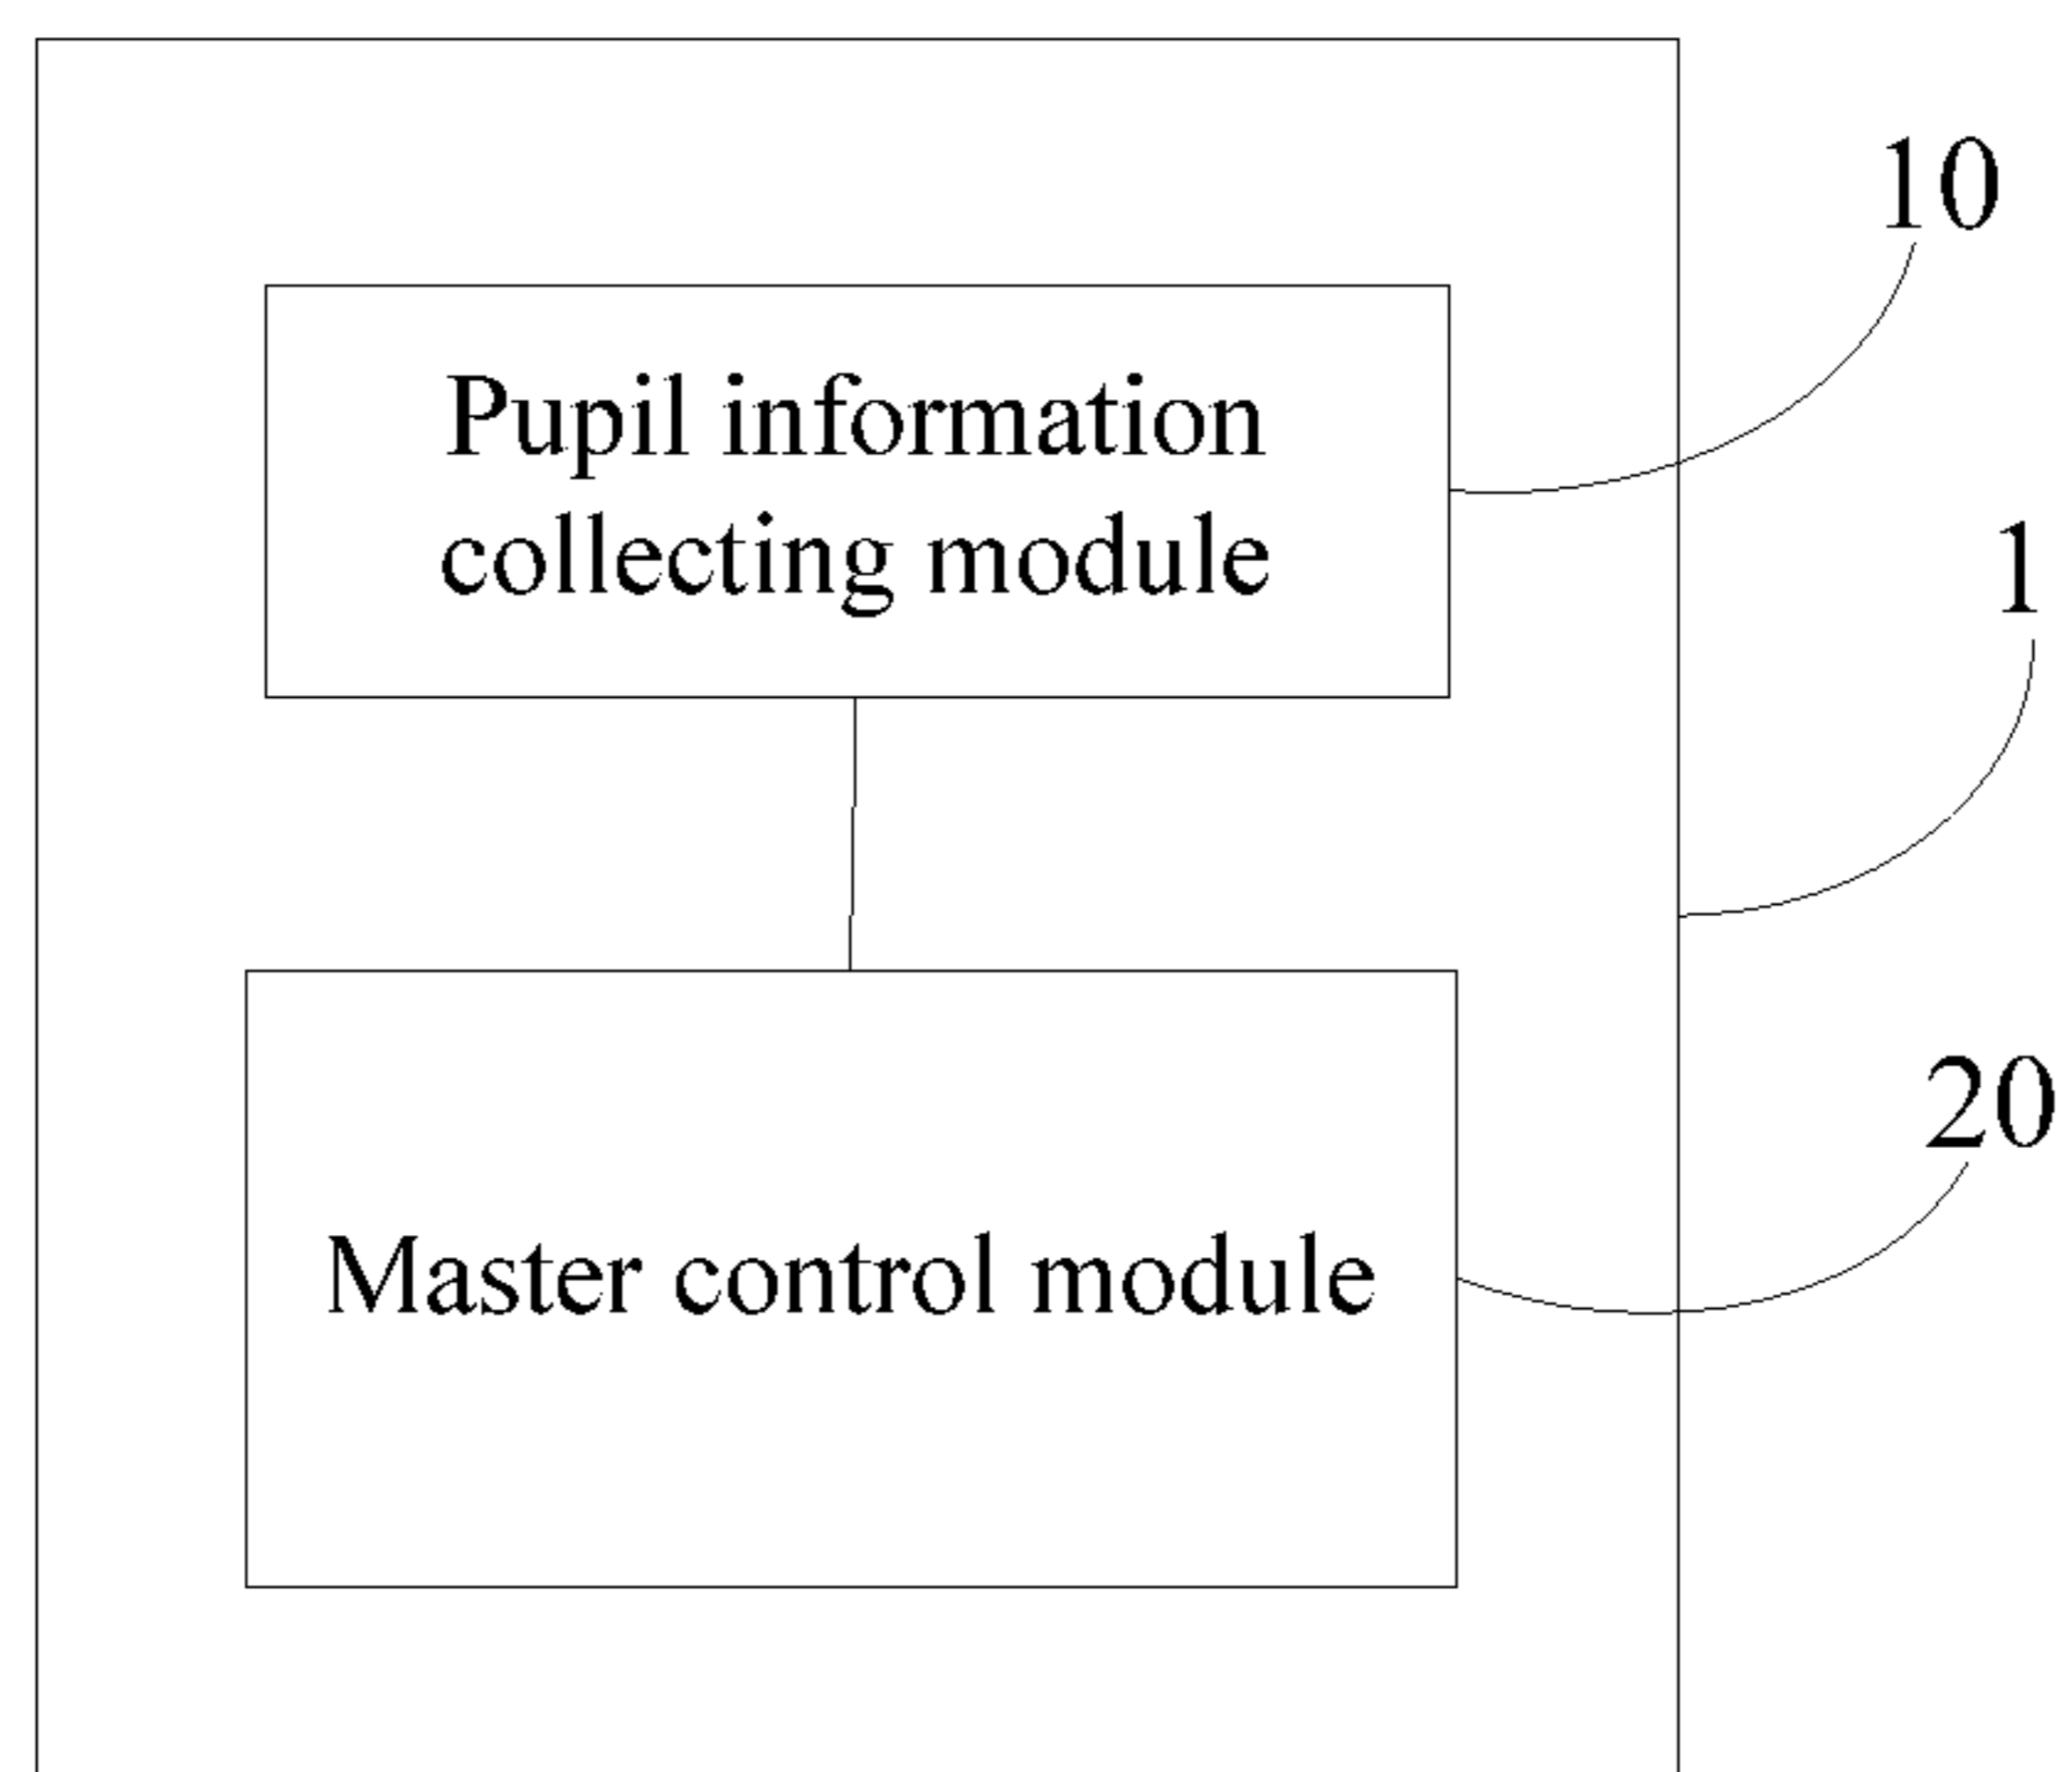 10
Pupil information
collecting module
1
20
Master control module